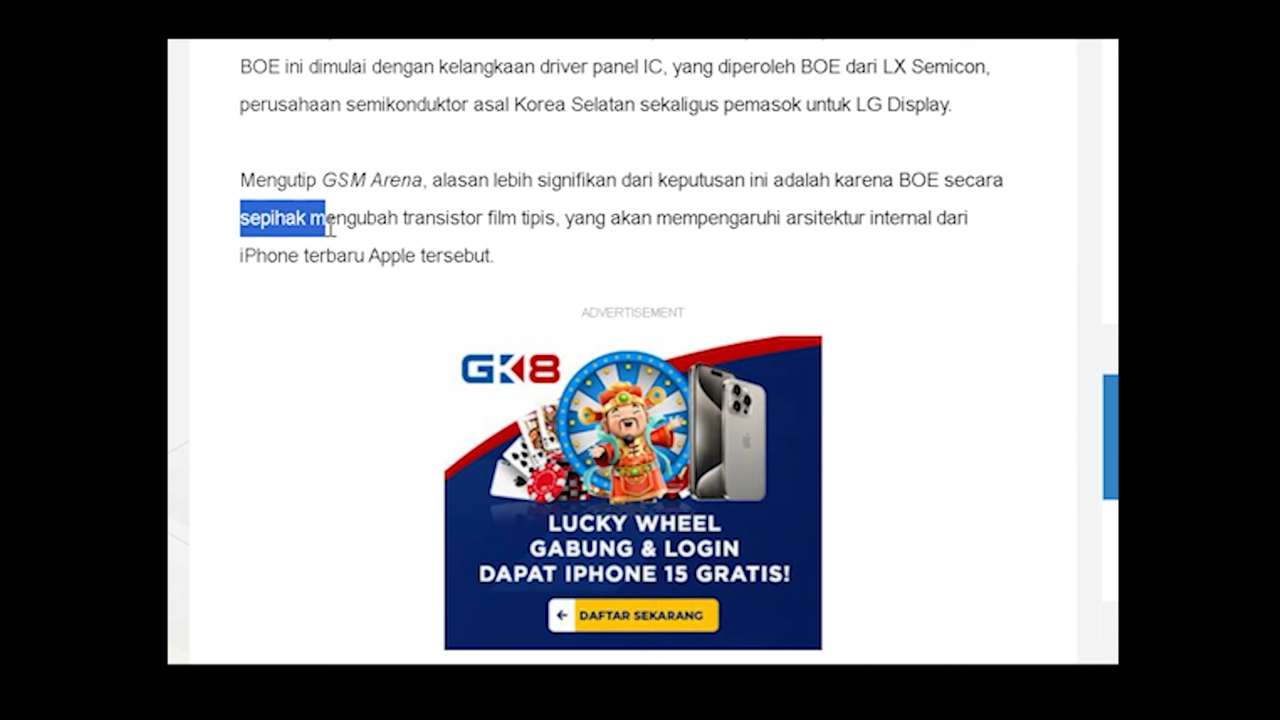 BOE ini dimulai dengan kelangkaan driver panel IC, yang diperoleh BOE dari LX Semicon,
perusahaan semikonduktor asal Korea Selatan sekaligus pemasok untuk LG Display.
Mengutip GSM Arena, alasan lebih signifikan dari keputusan ini adalah karena BOE secara
sepihak mengubah transistor film tipis, yang akan mempengaruhi arsitektur internal dari
iPhone terbaru Apple tersebut.
ADVERTISEMENT
GK8
LUCKY WHEEL
GABUNG & LOGIN
DAPAT IPHONE 15 GRATIS!
DAFTAR SEKARANG